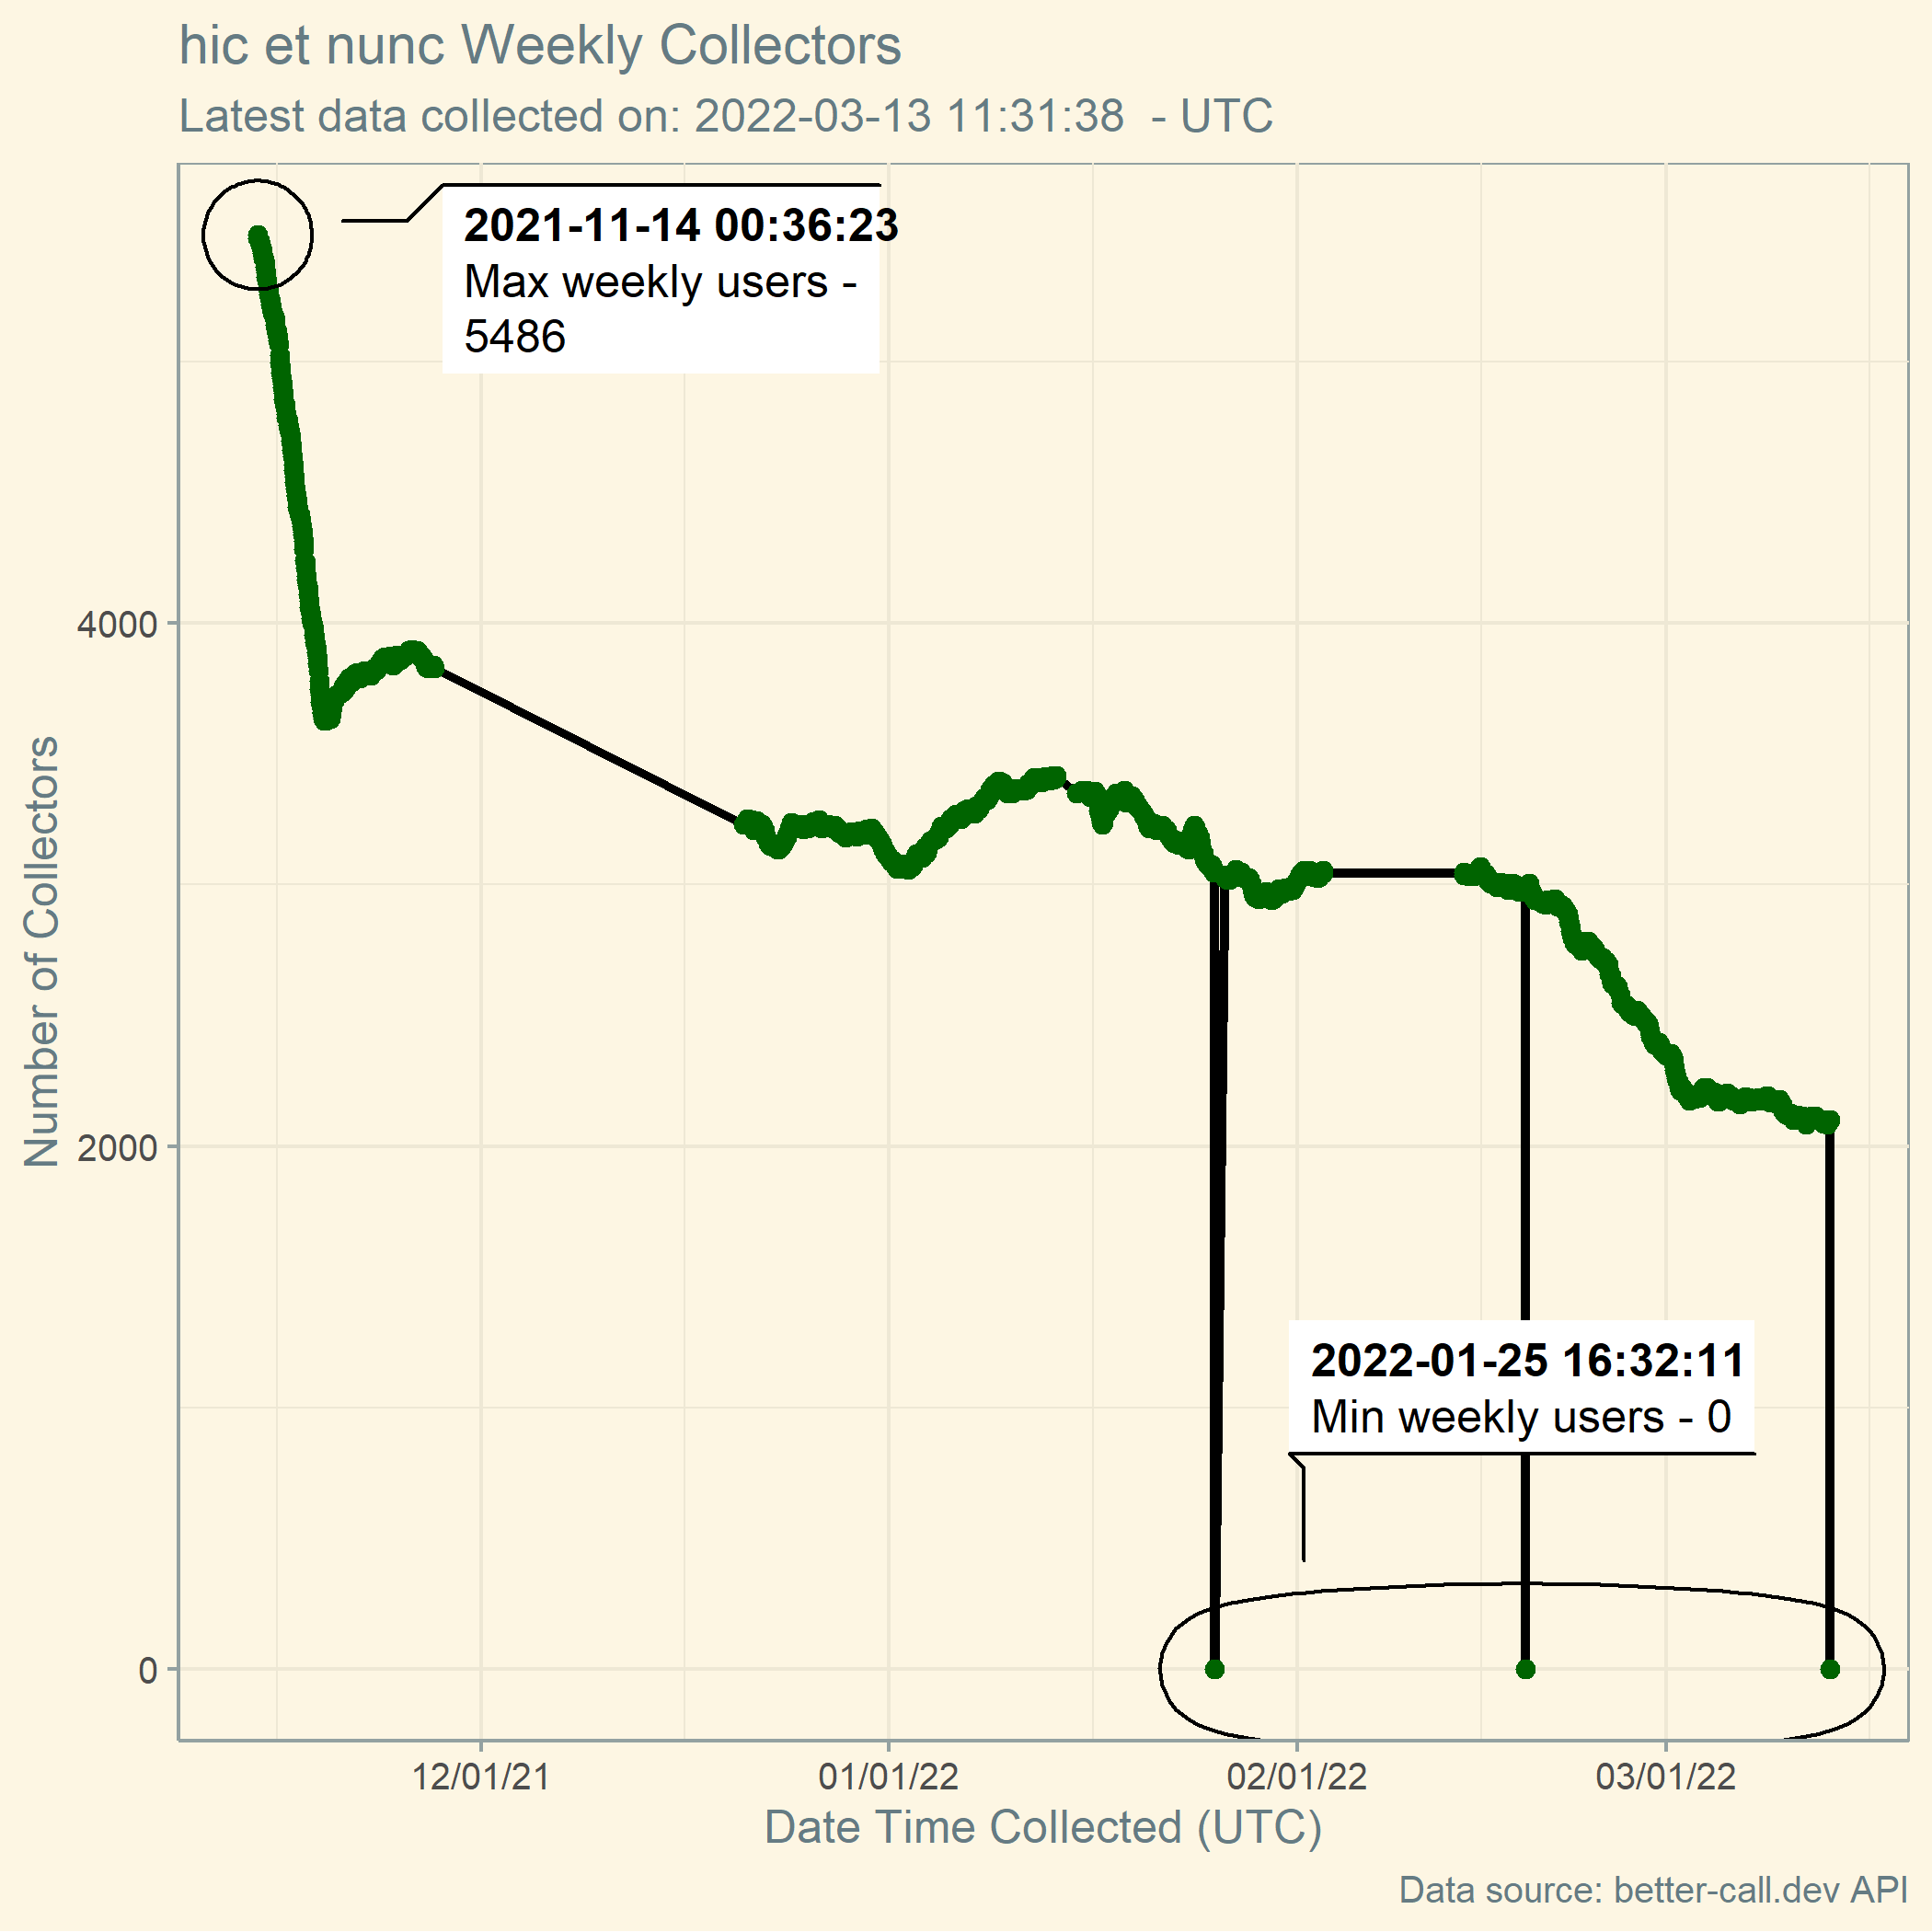 hic et nunc Weekly Collectors
Latest data collected on: 2022-03-13 11:31:38  - UTC
2021-11-14 00:36:23
Max weekly users -
5486
4000
2000
0
Number of Collectors
2022-01-25 16:32:11
Min weekly users - 0
12/01/21
01/01/22
02/01/22
03/01/22
Date Time Collected (UTC)
Data source: better-call.dev API